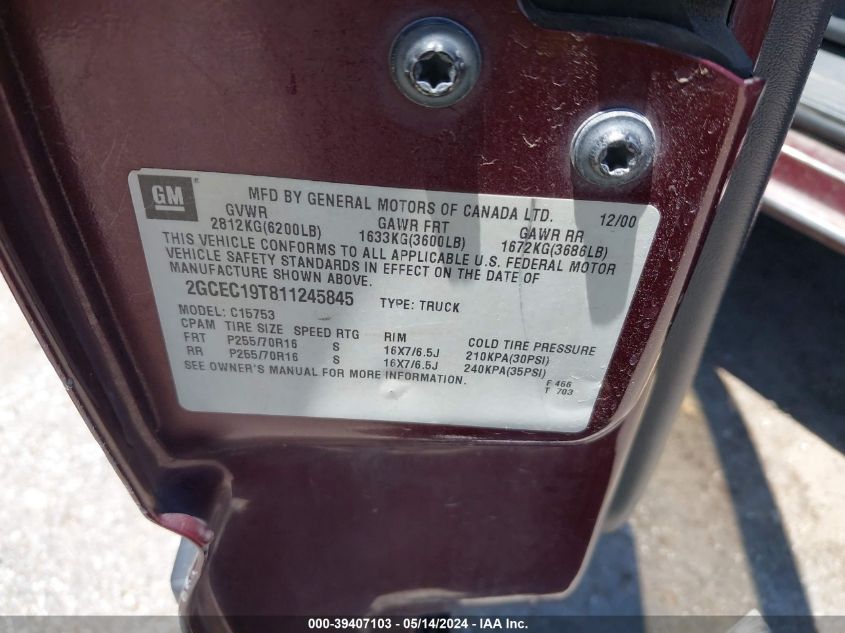 GM MFD BY GENERAL MOTORS OF CANADA LTD. 12/00
GVWR GAWR FRT GAWR RR
2812KG(6200LB) 1633KG(3600LB) 1672KG(3686LB)
THIS VEHICLE CONFORMS TO ALL APPLICABLE U.S. FEDERAL MOTOR
VEHICLE SAFETY STANDARDS IN EFFECT ON THE DATE OF
MANUFACTURE SHOWN ABOVE.
2GCEC19T811245845 TYPE: TRUCK
MODEL: C15753
CPAM TIRE SIZE SPEED RTG RIM COLD TIRE PRESSURE
FRT P255/70R16 S 16X7/6.5J 210KPA(30PSI)
RR P255/70R16 S 16X7/6.5J 240KPA(35PSI)
SEE OWNER'S MANUAL FOR MORE INFORMATION.
F 466
T 703
000-39407103 — 05/14/2024 — IAA Inc.